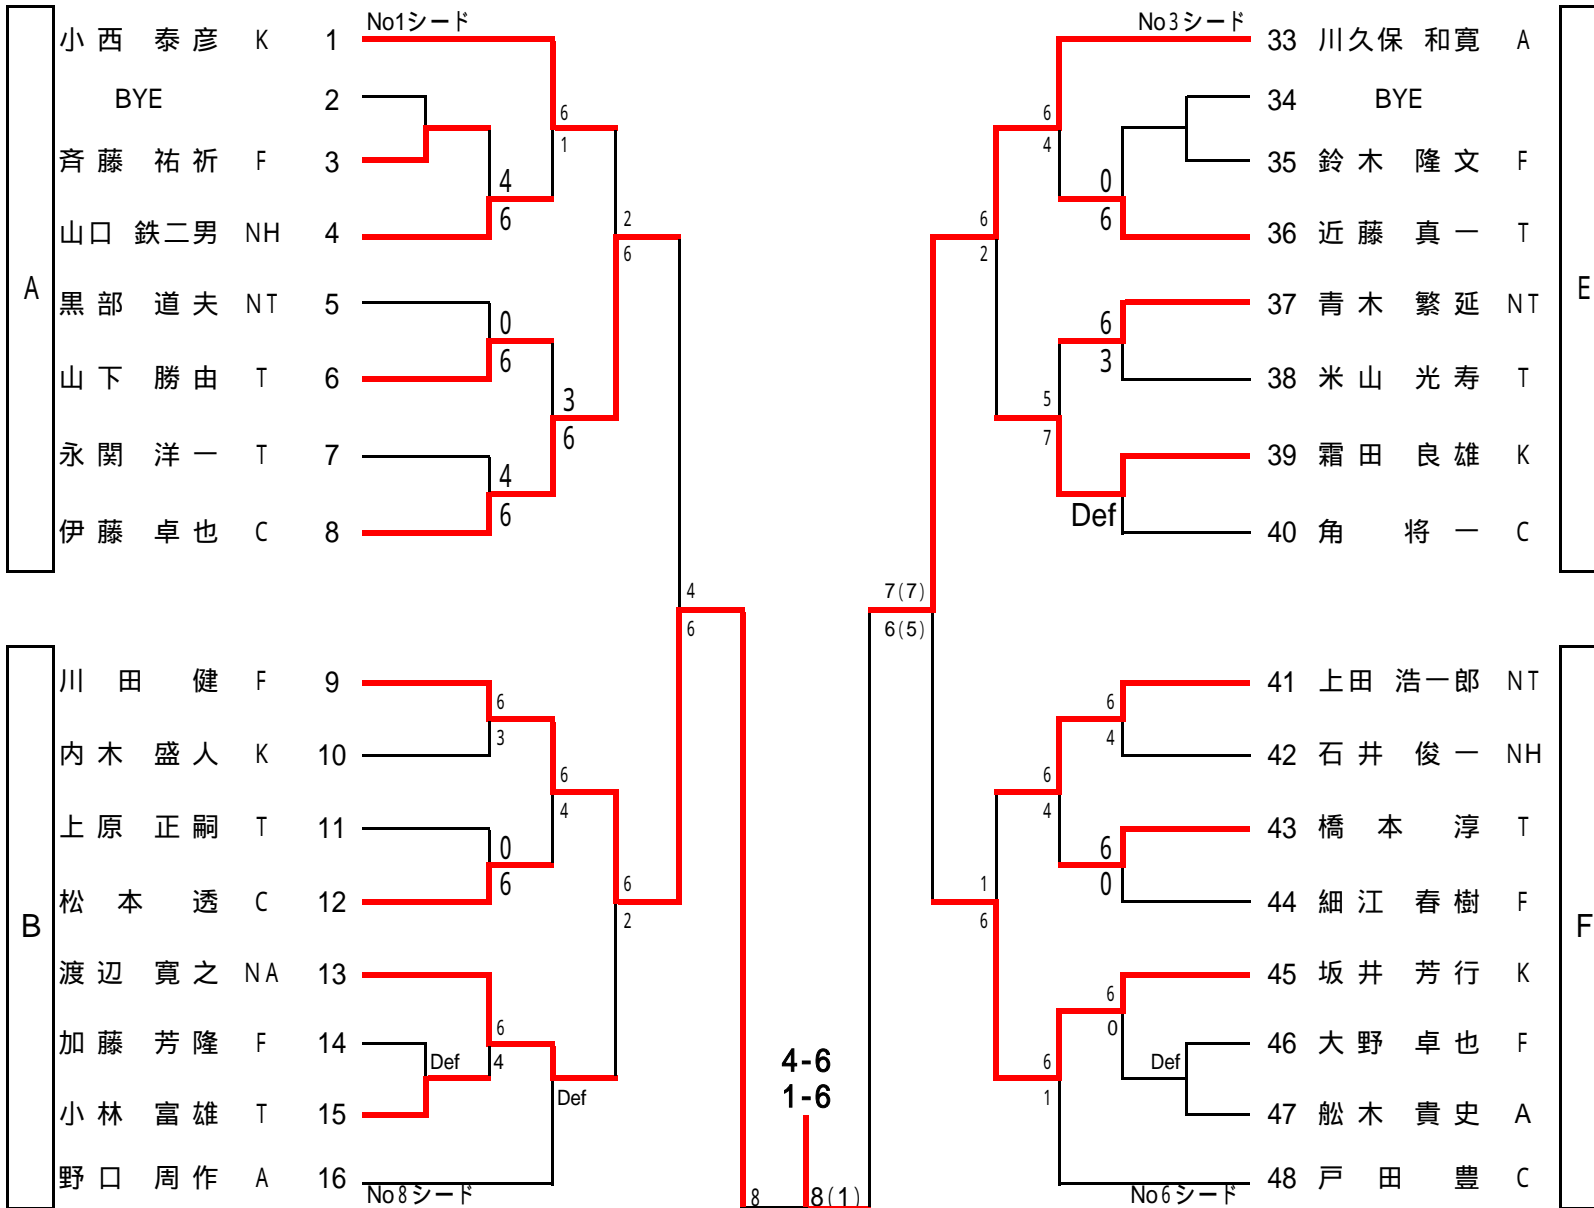 No1シード
小西 泰彦 K 1
BYE 2
6
1
斉藤 祐祈 F 3
4
6
山口 鉄二男 NH 4
2
6
A
黒部 道夫 NT 5
0
6
山下 勝由 T 6
3
6
永関 洋一 T 7
4
6
伊藤 卓也 C 8
4
6
川田 健 F 9
6
3
内木 盛人 K 10
6
4
上原 正嗣 T 11
0
6
松本 透 C 12
6
2
B
渡辺 寛之 NA 13
6
4
加藤 芳隆 F 14
Def
小林 富雄 T 15
Def
野口 周作 A 16
No8シード
4-6
1-6
8
8(1)
No3シード
33 川久保 和寛 A
34 BYE
6
4
35 鈴木 隆文 F
0
6
36 近藤 真一 T
6
2
E
37 青木 繁延 NT
6
3
38 米山 光寿 T
5
7
39 霜田 良雄 K
Def
40 角 将一 C
7(7)
6(5)
41 上田 浩一郎 NT
6
4
42 石井 俊一 NH
6
4
43 橋本 淳 T
6
0
44 細江 春樹 F
1
6
F
45 坂井 芳行 K
6
0
46 大野 卓也 F
Def
6
1
47 舩木 貴史 A
48 戸田 豊 C
No6シード